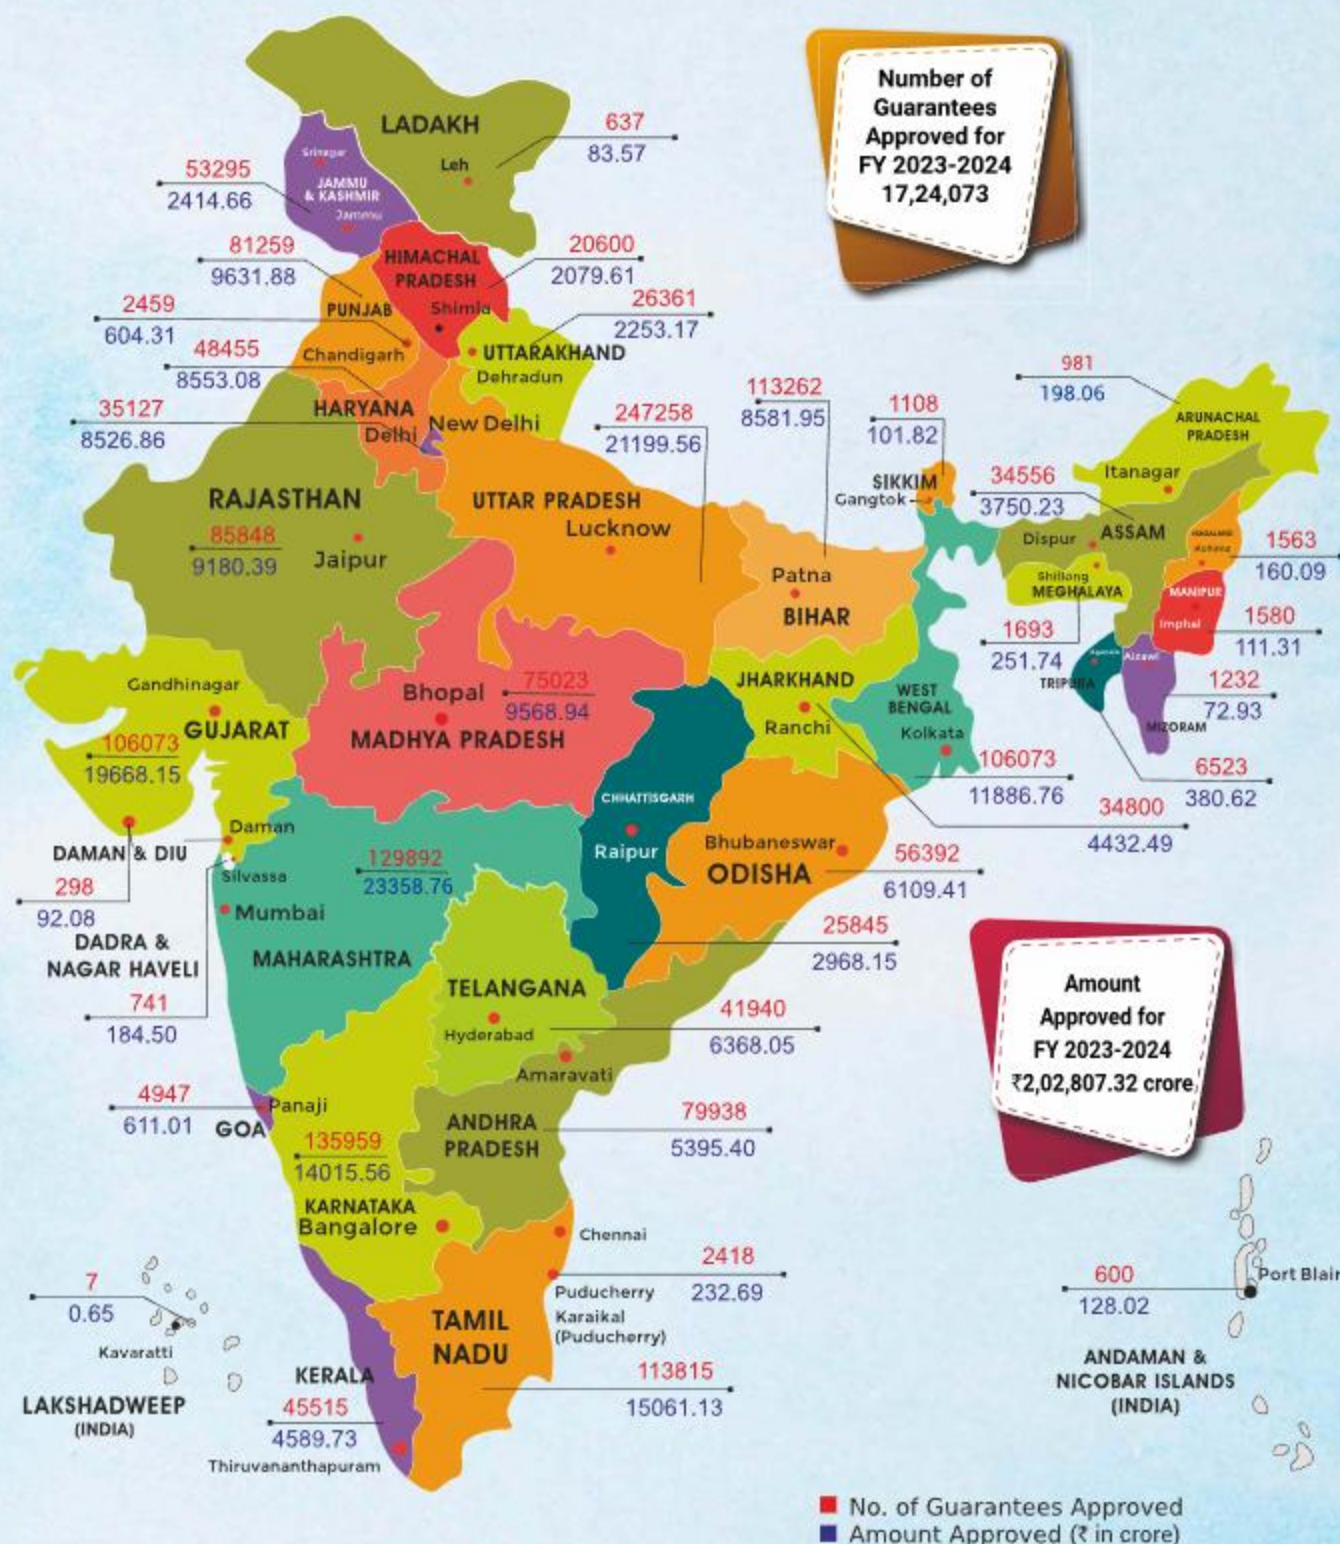 Number of
Guarantees
Approved for
FY 2023-2024
17,24,073
LADAKH
Leh
637
83.57
Srinagar
JAMMU
& KASHMIR
Jammu
53295
2414.66
81259
9631.88
HIMACHAL
PRADESH
Shimla
20600
2079.61
PUNJAB
2459
604.31
Chandigarh
26361
2253.17
UTTARAKHAND
Dehradun
48455
8553.08
HARYANA
35127
8526.86
Delhi
New Delhi
247258
21199.56
113262
8581.95
1108
101.82
SIKKIM
Gangtok
981
198.06
ARUNACHAL
PRADESH
Itanagar
34556
3750.23
RAJASTHAN
85848
9180.39
Jaipur
UTTAR PRADESH
Lucknow
Dispur
ASSAM
Kohima
1563
160.09
Patna
BIHAR
Shillong
MEGHALAYA
MANIPUR
Imphal
1580
111.31
1693
251.74
Agartala
TRIPURA
Aizawl
1232
72.93
MIZORAM
Gandhinagar
GUJARAT
106073
19668.15
Bhopal
75023
9568.94
MADHYA PRADESH
JHARKHAND
Ranchi
WEST
BENGAL
Kolkata
106073
11886.76
6523
380.62
34800
4432.49
CHHATTISGARH
Raipur
Daman
DAMAN & DIU
298
92.08
Silvassa
129892
23358.76
Bhubaneswar
ODISHA
56392
6109.41
Mumbai
DADRA &
NAGAR HAVELI
741
184.50
MAHARASHTRA
25845
2968.15
TELANGANA
Hyderabad
41940
6368.05
Amaravati
Amount
Approved for
FY 2023-2024
₹2,02,807.32 crore
4947
611.01
Panaji
GOA
ANDHRA
PRADESH
79938
5395.40
135959
14015.56
KARNATAKA
Bangalore
Chennai
2418
232.69
Puducherry
Karaikal
(Puducherry)
7
0.65
Kavaratti
LAKSHADWEEP
(INDIA)
600
128.02
Port Blair
ANDAMAN &
NICOBAR ISLANDS
(INDIA)
TAMIL
NADU
113815
15061.13
KERALA
45515
4589.73
Thiruvananthapuram
No. of Guarantees Approved
Amount Approved (₹ in crore)